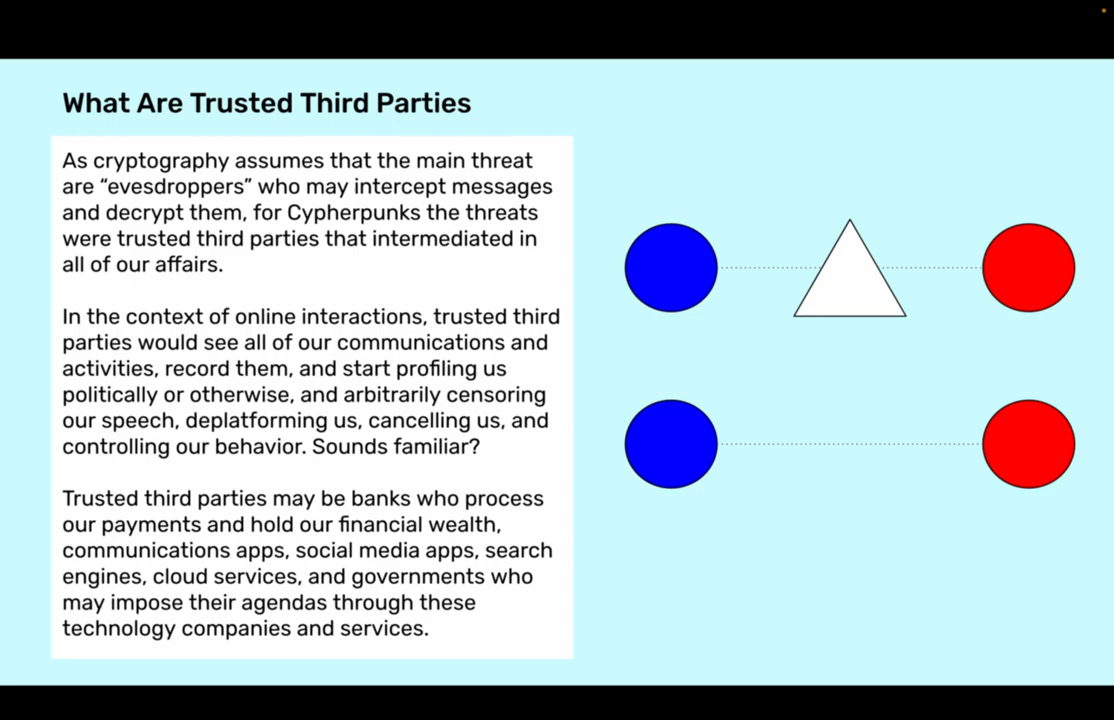 What Are Trusted Third Parties
As cryptography assumes that the main threat
are “evesdroppers” who may intercept messages
and decrypt them, for Cypherpunks the threats
were trusted third parties that intermediated in
all of our affairs.
In the context of online interactions, trusted third
parties would see all of our communications and
activities, record them, and start profiling us
politically or otherwise, and arbitrarily censoring
our speech, deplatforming us, cancelling us, and
controlling our behavior. Sounds familiar?
Trusted third parties may be banks who process
our payments and hold our financial wealth,
communications apps, social media apps, search
engines, cloud services, and governments who
may impose their agendas through these
technology companies and services.